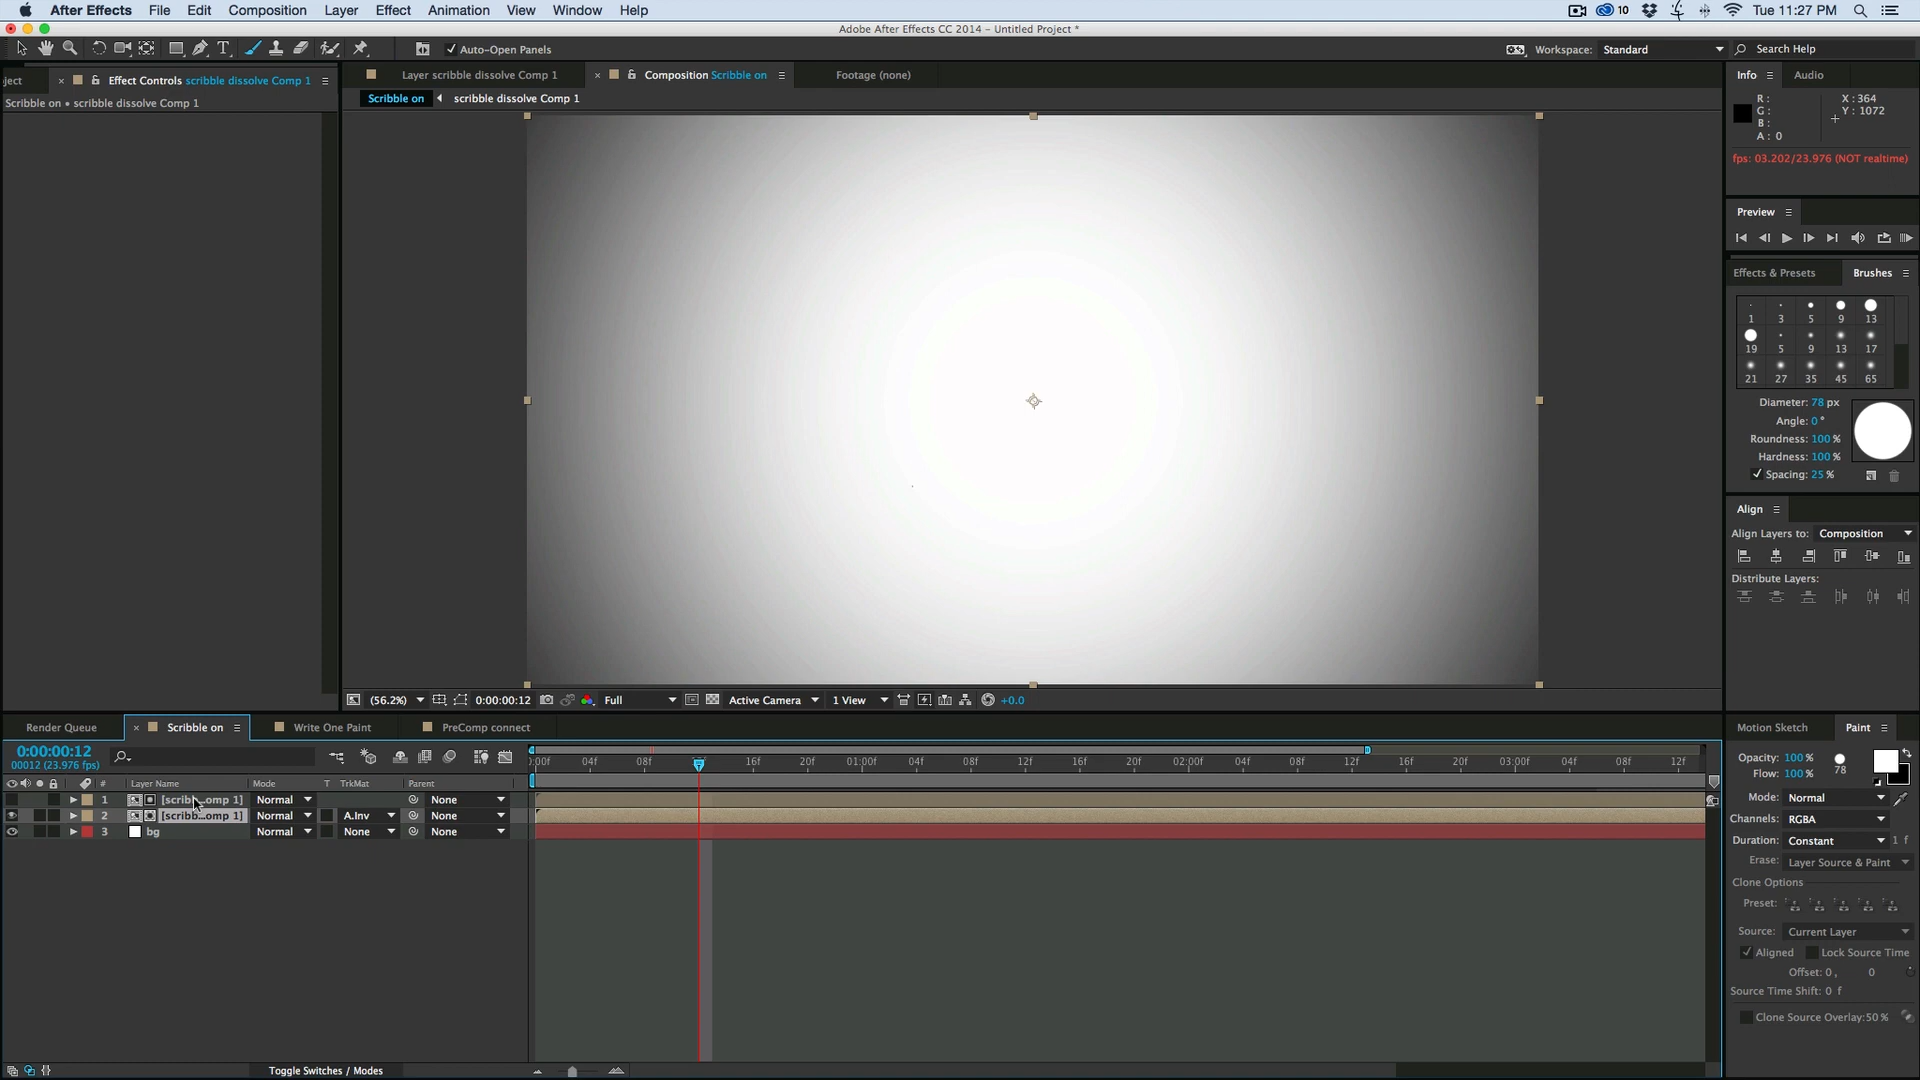 After Effects File Edit Composition Layer Effect Animation View Window Help
10 Tue 11:27 PM
Adobe After Effects CC 2014 - Untitled Project *
Auto-Open Panels
Workspace: Standard
Search Help
ject
Effect Controls scribble dissolve Comp 1
Scribble on • scribble dissolve Comp 1
Layer scribble dissolve Comp 1
Composition Scribble on
Footage (none)
Scribble on
scribble dissolve Comp 1
Info
Audio
R :
G :
B :
A : 0
X : 364
Y : 1072
fps: 03.202/23.976 (NOT realtime)
Preview
Effects & Presets
Brushes
1 3 5 9 13
19 5 9 13 17
21 27 35 45 65
Diameter: 78 px
Angle: 0 °
Roundness: 100 %
Hardness: 100 %
Spacing: 25 %
Align
Align Layers to: Composition
Distribute Layers:
(56.2%)
0:00:00:12
Full
Active Camera
1 View
+0.0
Render Queue
Scribble on
Write One Paint
PreComp connect
0:00:00:12
00012 (23.976 fps)
# Layer Name Mode T TrkMat Parent
1 [scribb...omp 1] Normal None
2 [scribb...omp 1] Normal A.Inv None
3 bg Normal None None
:00f 04f 08f 16f 20f 01:00f 04f 08f 12f 16f 20f 02:00f 04f 08f 12f 16f 20f 03:00f 04f 08f 12f
Toggle Switches / Modes
Motion Sketch
Paint
Opacity: 100 %
Flow: 100 %
78
Mode: Normal
Channels: RGBA
Duration: Constant 1 f
Erase: Layer Source & Paint
Clone Options
Preset:
Source: Current Layer
Aligned Lock Source Time
Offset: 0 , 0
Source Time Shift: 0 f
Clone Source Overlay: 50 %